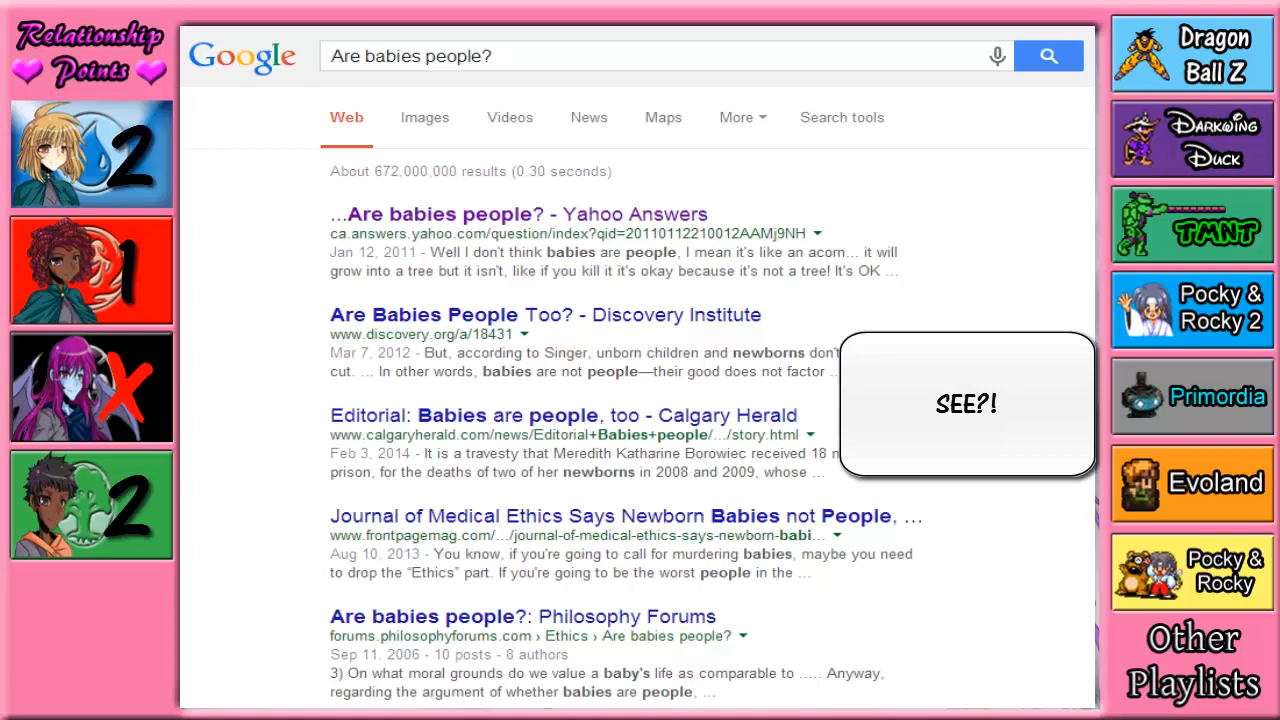 Relationship
Points
2
1
X
2
Google
Are babies people?
Web Images Videos News Maps More Search tools
About 672,000,000 results (0.30 seconds)
...Are babies people? - Yahoo Answers
ca.answers.yahoo.com/question/index?qid=20110112210012AAMj9NH
Jan 12, 2011 - Well I don't think babies are people, I mean it's like an acorn... it will
grow into a tree but it isn't, like if you kill it it's okay because it's not a tree! It's OK ...
Are Babies People Too? - Discovery Institute
www.discovery.org/a/18431
Mar 7, 2012 - But, according to Singer, unborn children and newborns don't
cut. ... In other words, babies are not people—their good does not factor ...
Editorial: Babies are people, too - Calgary Herald
www.calgaryherald.com/news/Editorial+Babies+people/.../story.html
Feb 3, 2014 - It is a travesty that Meredith Katharine Borowiec received 18 m
prison, for the deaths of two of her newborns in 2008 and 2009, whose ...
Journal of Medical Ethics Says Newborn Babies not People, ...
www.frontpagemag.com/.../journal-of-medical-ethics-says-newborn-babi...
Aug 10, 2013 - You know, if you're going to call for murdering babies, maybe you need
to drop the “Ethics” part. If you're going to be the worst people in the ...
Are babies people?: Philosophy Forums
forums.philosophyforums.com › Ethics › Are babies people?
Sep 11, 2006 - 10 posts - 8 authors
3) On what moral grounds do we value a baby's life as comparable to ..... Anyway,
regarding the argument of whether babies are people, ...
SEE?!
Dragon
Ball Z
Darkwing
Duck
TMNT
Pocky &
Rocky 2
Primordia
Evoland
Pocky &
Rocky
Other
Playlists